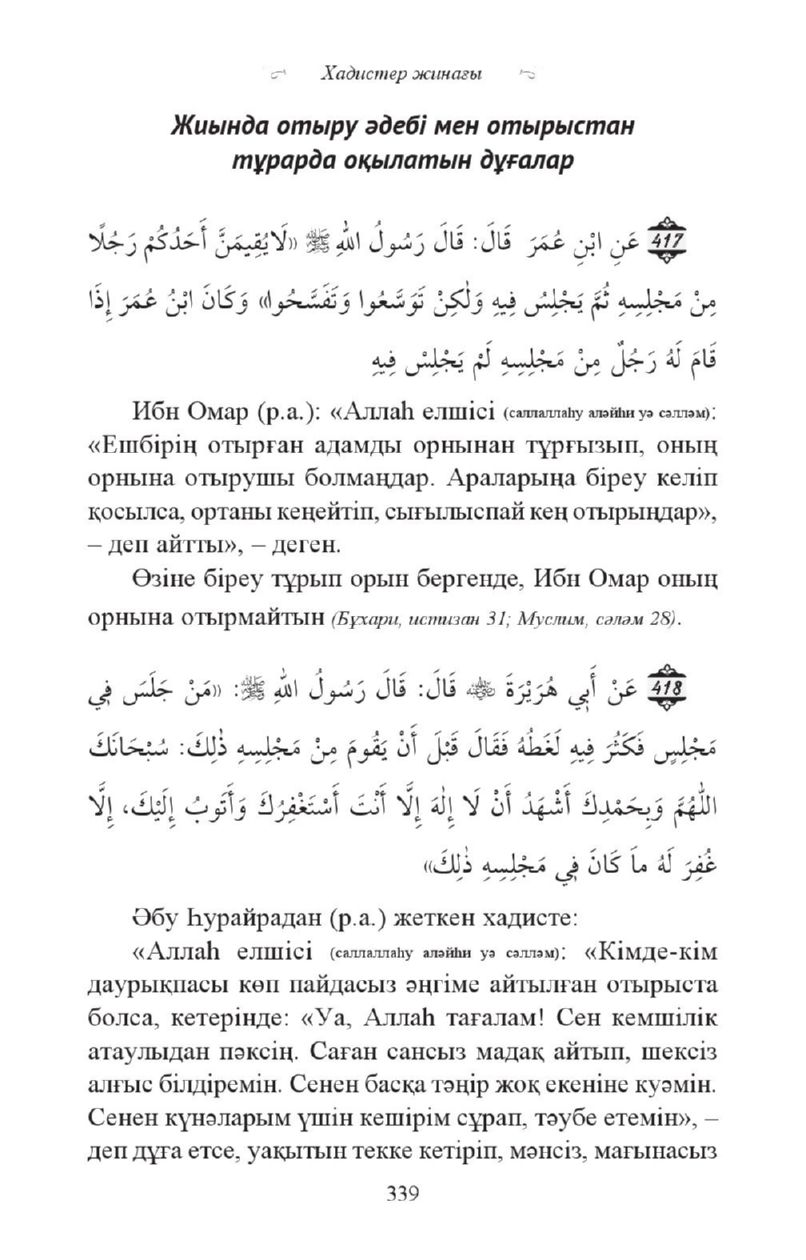 Хадистер жинағы
Жиында отыру әдебі мен отырыстан
тұрарда оқылатын дұғалар
417 عَنِ ابْنِ عُمَرَ قَالَ: قَالَ رَسُولُ اللهِ ﷺ «لَا يُقِيمَنَّ أَحَدُكُمْ رَجُلًا
مِنْ مَجْلِسِهِ ثُمَّ يَجْلِسُ فِيهِ وَلٰكِنْ تَوَسَّعُوا وَتَفَسَّحُوا» وَكَانَ ابْنُ عُمَرَ إِذَا
قَامَ لَهُ رَجُلٌ مِنْ مَجْلِسِهِ لَمْ يَجْلِسْ فِيهِ
Ибн Омар (р.а.): «Аллаһ елшісі (саллаллаһу аләйһи уә сәлләм):
«Ешбірің отырған адамды орнынан тұрғызып, оның
орнына отырушы болмаңдар. Араларыңа біреу келіп
қосылса, ортаны кеңейтіп, сығылыспай кең отырыңдар»,
– деп айтты», – деген.
Өзіне біреу тұрып орын бергенде, Ибн Омар оның
орнына отырмайтын (Бұхари, истизан 31; Муслим, сәләм 28).
418 عَنْ أَبِي هُرَيْرَةَ ﷺ قَالَ: قَالَ رَسُولُ اللهِ ﷺ: «مَنْ جَلَسَ فِي
مَجْلِسٍ فَكَثُرَ فِيهِ لَغَطُهُ فَقَالَ قَبْلَ أَنْ يَقُومَ مِنْ مَجْلِسِهِ ذٰلِكَ: سُبْحَانَكَ
اللّٰهُمَّ وَبِحَمْدِكَ أَشْهَدُ أَنْ لَا إِلٰهَ إِلَّا أَنْتَ أَسْتَغْفِرُكَ وَأَتُوبُ إِلَيْكَ، إِلَّا
غُفِرَ لَهُ مَا كَانَ فِي مَجْلِسِهِ ذٰلِكَ»
Әбу Һурайрадан (р.а.) жеткен хадисте:
«Аллаһ елшісі (саллаллаһу аләйһи уә сәлләм): «Кімде-кім
даурықпасы көп пайдасыз әңгіме айтылған отырыста
болса, кетерінде: «Уа, Аллаһ тағалам! Сен кемшілік
атаулыдан пәксің. Саған сансыз мадақ айтып, шексіз
алғыс білдіремін. Сенен басқа тәңір жоқ екеніне куәмін.
Сенен күнәларым үшін кешірім сұрап, тәубе етемін», –
деп дұға етсе, уақытын текке кетіріп, мәнсіз, мағынасыз
339